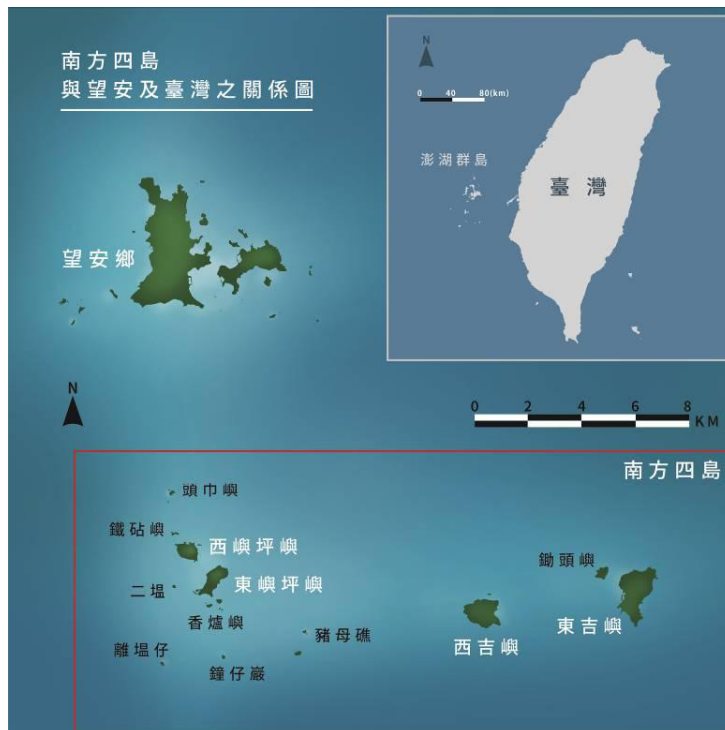 南方四島
與望安及臺灣之關係圖
N
0 40 80(km)
澎湖群島
臺灣
望安鄉
N
0 2 4 6 8
KM
南方四島
頭巾嶼
鐵砧嶼
西嶼坪嶼
鋤頭嶼
東嶼坪嶼
二塭
香爐嶼
豬母礁
東吉嶼
西吉嶼
離塭仔
鐘仔巖